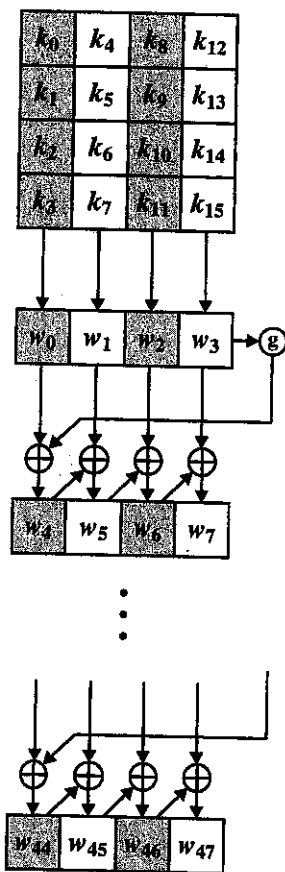 k₀ k₄ k₈ k₁₂
k₁ k₅ k₉ k₁₃
k₂ k₆ k₁₀ k₁₄
k₃ k₇ k₁₁ k₁₅
w₀ w₁ w₂ w₃ g
w₄ w₅ w₆ w₇
w₄₄ w₄₅ w₄₆ w₄₇